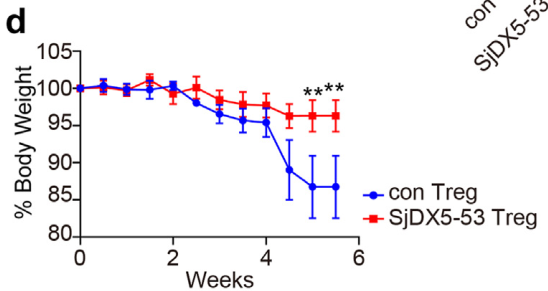 d
con
SjDX5-53
% Body Weight
105
100
95
90
85
80
** **
0 2 4 6
Weeks
con Treg
SjDX5-53 Treg